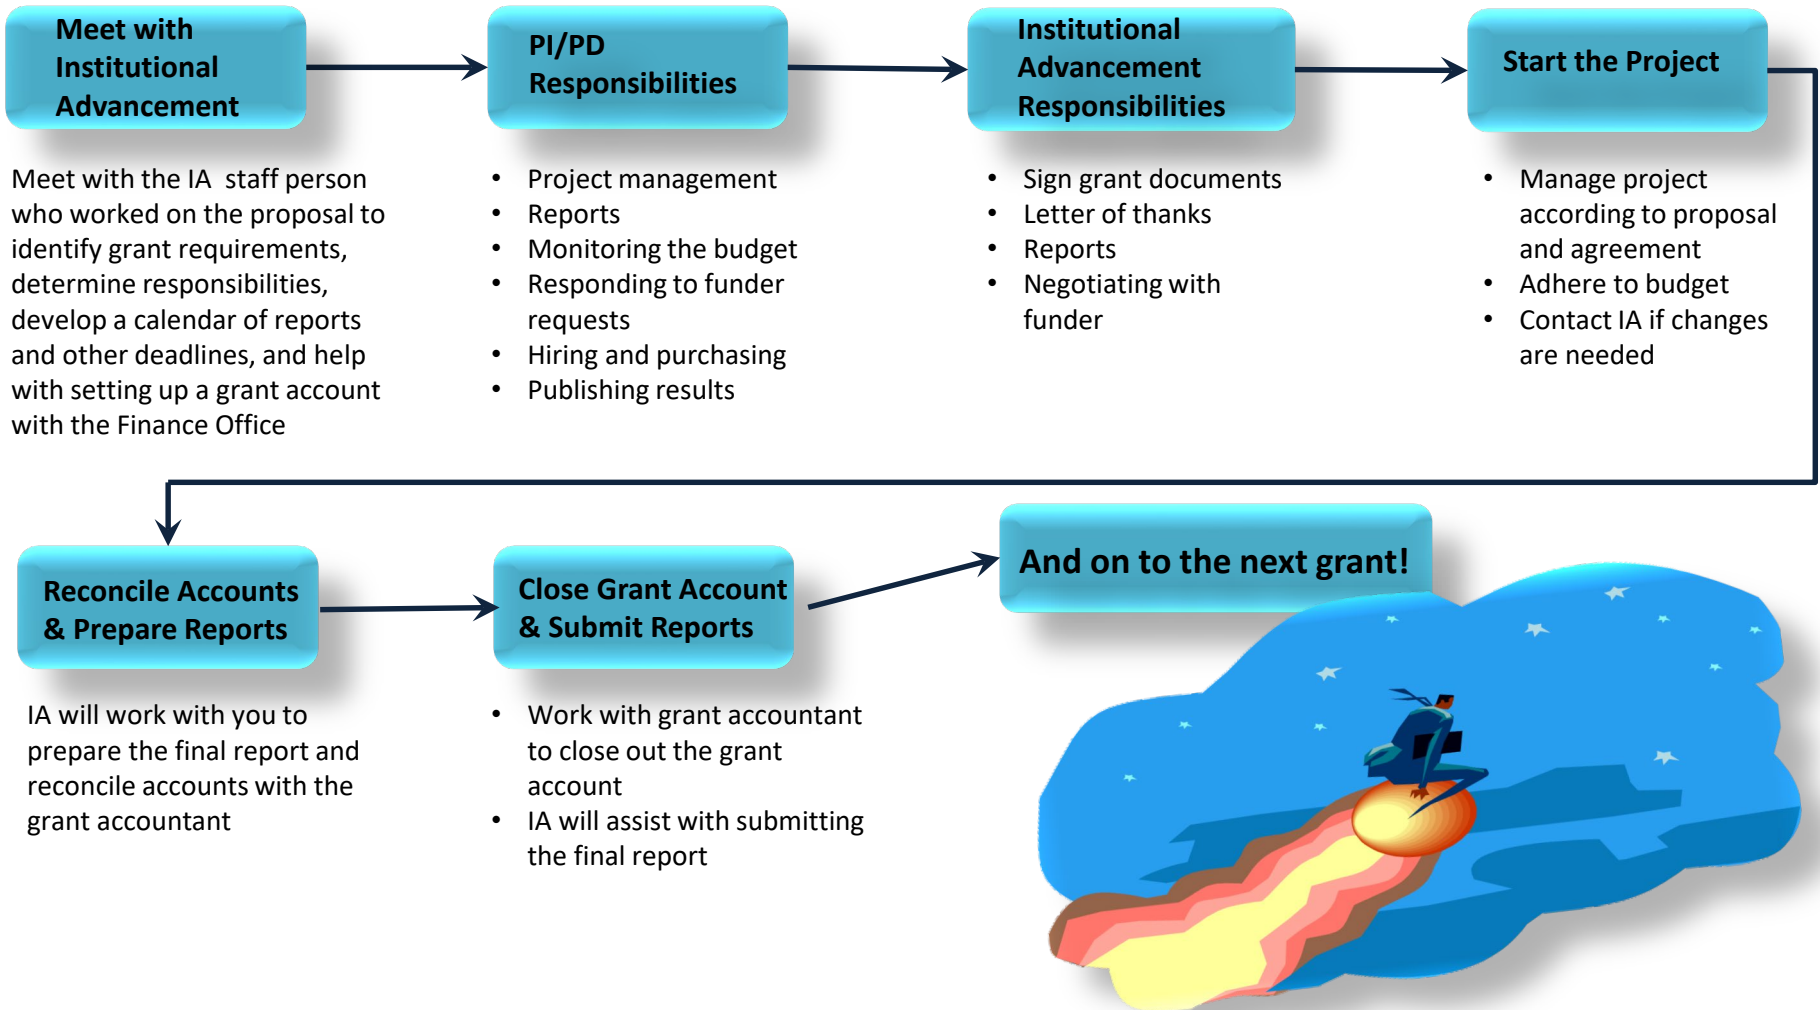 Meet with
Institutional
Advancement
Meet with the IA  staff person
who worked on the proposal to
identify grant requirements,
determine responsibilities,
develop a calendar of reports
and other deadlines, and help
with setting up a grant account
with the Finance Office
PI/PD
Responsibilities
• Project management
• Reports
• Monitoring the budget
• Responding to funder
requests
• Hiring and purchasing
• Publishing results
Institutional
Advancement
Responsibilities
• Sign grant documents
• Letter of thanks
• Reports
• Negotiating with
funder
Start the Project
• Manage project
according to proposal
and agreement
• Adhere to budget
• Contact IA if changes
are needed
Reconcile Accounts
& Prepare Reports
IA will work with you to
prepare the final report and
reconcile accounts with the
grant accountant
Close Grant Account
& Submit Reports
• Work with grant accountant
to close out the grant
account
• IA will assist with submitting
the final report
And on to the next grant!